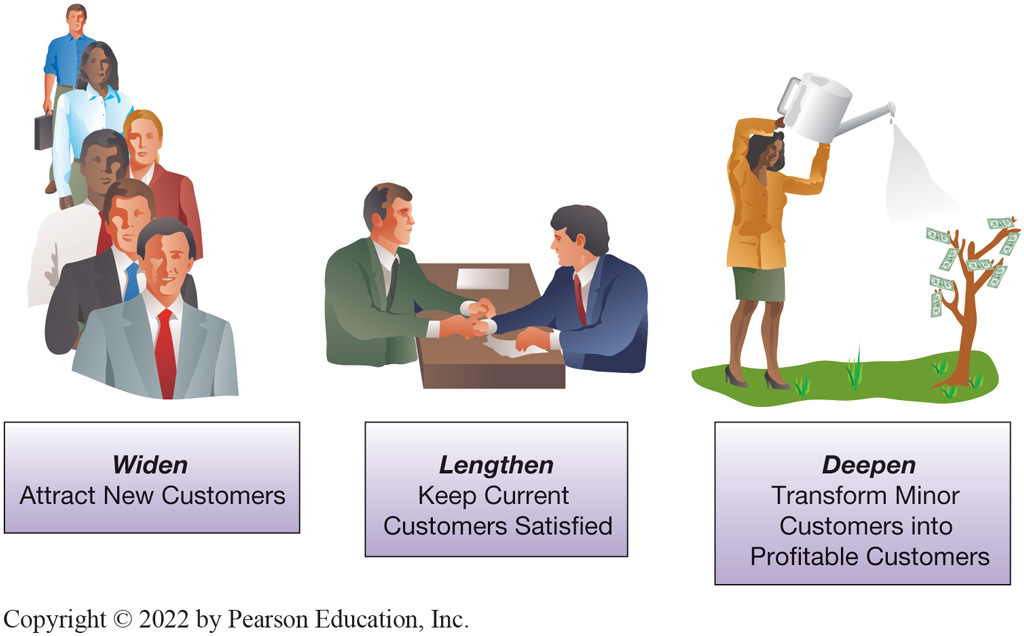 Widen
Attract New Customers
Lengthen
Keep Current
Customers Satisfied
Deepen
Transform Minor
Customers into
Profitable Customers
Copyright © 2022 by Pearson Education, Inc.